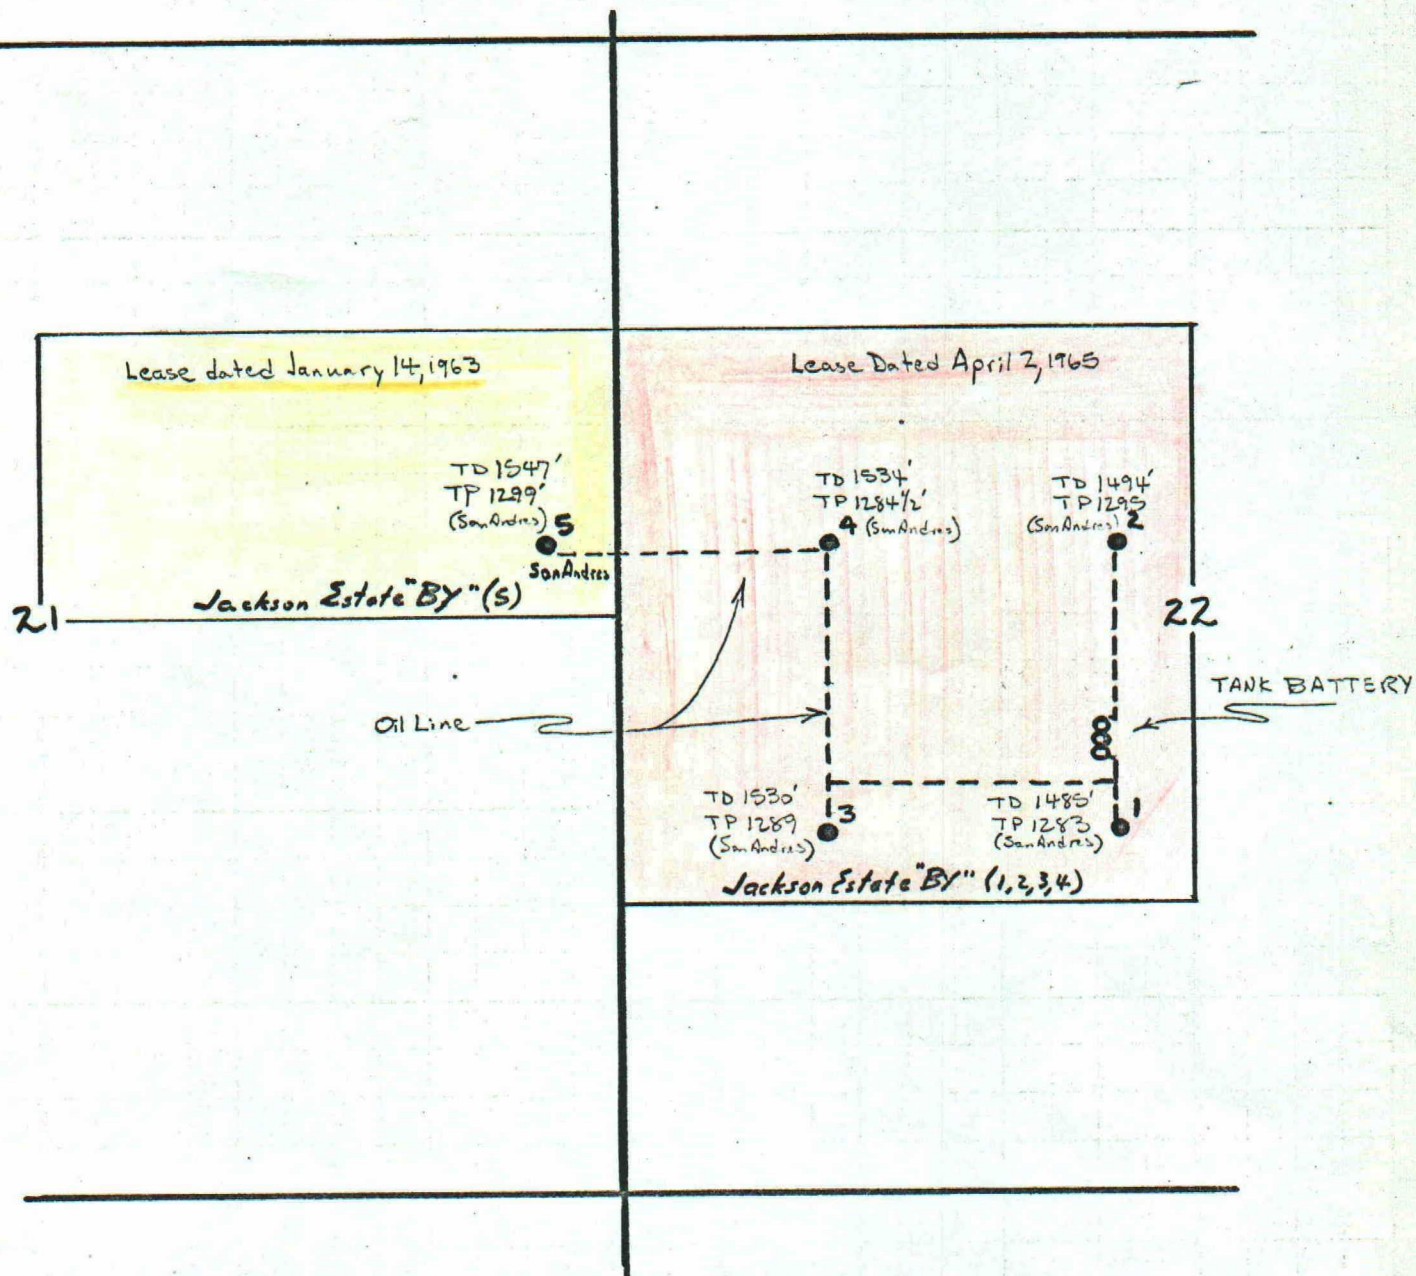 Lease dated January 14, 1963
Lease Dated April 2, 1965
TD 1547'
TP 1299'
(San Andres) 5
San Andres
Jackson Estate "BY" (5)
21
TD 1534'
TP 1284 1/2'
4 (San Andres)
TD 1494'
TP 1295
(San Andres) 2
22
TANK BATTERY
Oil Line
TD 1530'
TP 1289
(San Andres)
3
TD 1485'
TP 1283
(San Andres)
1
Jackson Estate "BY" (1,2,3,4)